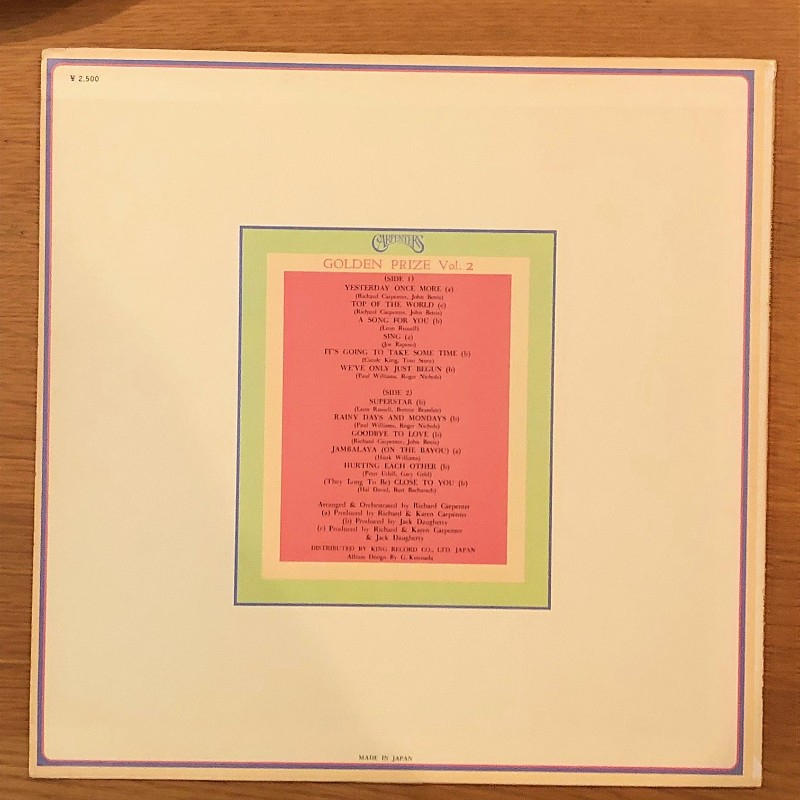 ¥ 2,500
CARPENTERS
GOLDEN PRIZE Vol. 2
(SIDE 1)
YESTERDAY ONCE MORE (a)
(Richard Carpenter, John Bettis)
TOP OF THE WORLD (c)
(Richard Carpenter, John Bettis)
A SONG FOR YOU (b)
(Leon Russell)
SING (a)
(Joe Raposo)
IT'S GOING TO TAKE SOME TIME (b)
(Carole King, Toni Stern)
WE'VE ONLY JUST BEGUN (b)
(Paul Williams, Roger Nichols)
(SIDE 2)
SUPERSTAR (b)
(Leon Russell, Bonnie Bramlett)
RAINY DAYS AND MONDAYS (b)
(Paul Williams, Roger Nichols)
GOODBYE TO LOVE (b)
(Richard Carpenter, John Bettis)
JAMBALAYA (ON THE BAYOU) (a)
(Hank Williams)
HURTING EACH OTHER (b)
(Peter Udell, Gary Geld)
(They Long To Be) CLOSE TO YOU (b)
(Hal David, Burt Bacharach)
Arranged & Orchestrated by Richard Carpenter
(a) Produced by Richard & Karen Carpenter
(b) Produced by Jack Daugherty
(c) Produced by Richard & Karen Carpenter
& Jack Daugherty
DISTRIBUTED BY KING RECORD CO., LTD. JAPAN
Album Design By G.
MADE IN JAPAN